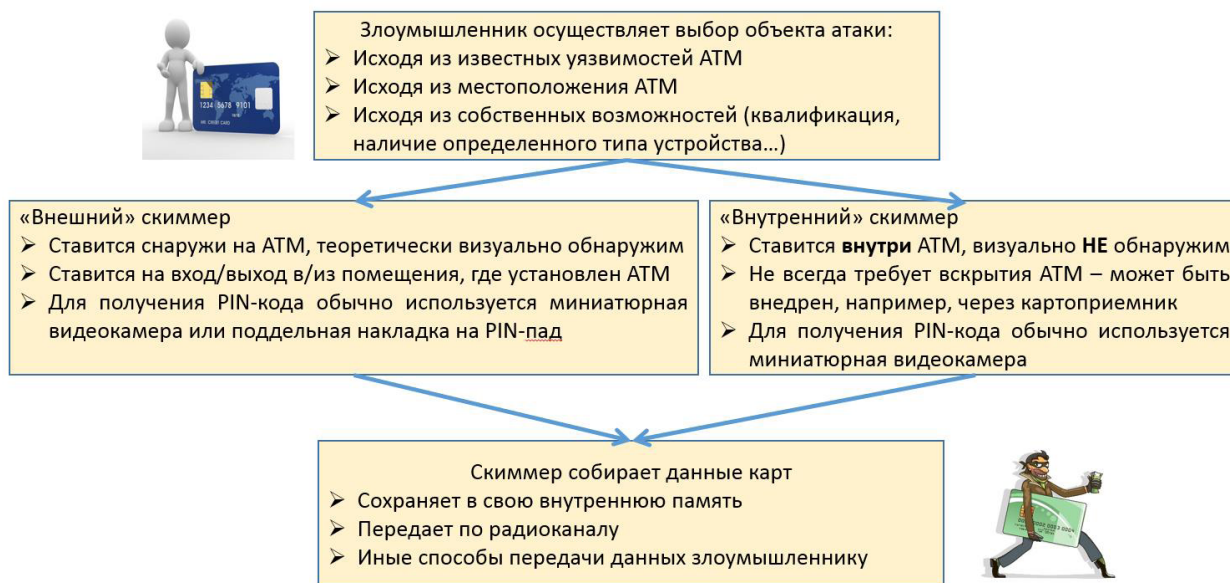 Злоумышленник осуществляет выбор объекта атаки:
➢ Исходя из известных уязвимостей АТМ
➢ Исходя из местоположения АТМ
➢ Исходя из собственных возможностей (квалификация,
наличие определенного типа устройства…)
1234 5678 9101
«Внешний» скиммер
➢ Ставится снаружи на АТМ, теоретически визуально обнаружим
➢ Ставится на вход/выход в/из помещения, где установлен АТМ
➢ Для получения PIN-кода обычно используется миниатюрная
видеокамера или поддельная накладка на PIN-пад
«Внутренний» скиммер
➢ Ставится внутри АТМ, визуально НЕ обнаружим
➢ Не всегда требует вскрытия АТМ – может быть
внедрен, например, через картоприемник
➢ Для получения PIN-кода обычно используется
миниатюрная видеокамера
Скиммер собирает данные карт
➢ Сохраняет в свою внутреннюю память
➢ Передает по радиоканалу
➢ Иные способы передачи данных злоумышленнику